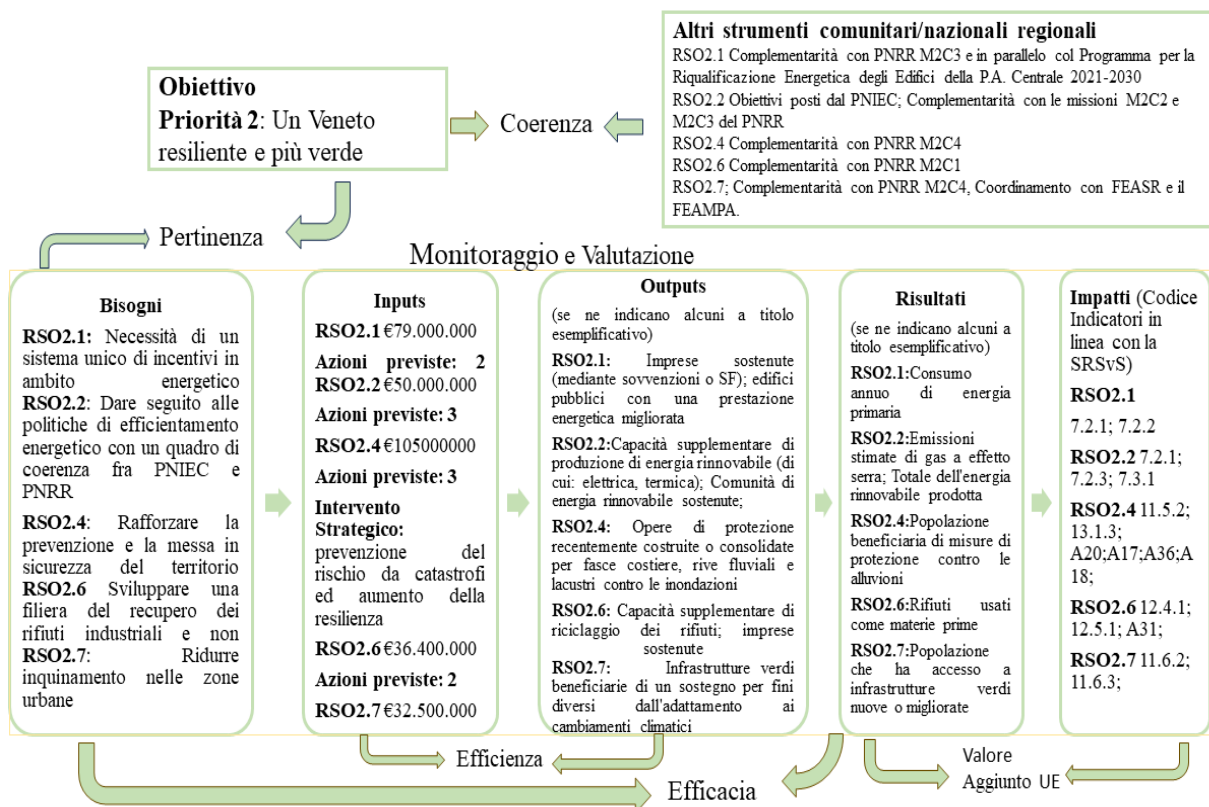 Obiettivo
Priorità 2: Un Veneto
resiliente e più verde
Coerenza
Altri strumenti comunitari/nazionali regionali
RSO2.1 Complementarità con PNRR M2C3 e in parallelo col Programma per la
Riqualificazione Energetica degli Edifici della P.A. Centrale 2021-2030
RSO2.2 Obiettivi posti dal PNIEC; Complementarità con le missioni M2C2 e
M2C3 del PNRR
RSO2.4 Complementarità con PNRR M2C4
RSO2.6 Complementarità con PNRR M2C1
RSO2.7; Complementarità con PNRR M2C4, Coordinamento con FEASR e il
FEAMPA.
Pertinenza
Monitoraggio e Valutazione
Bisogni
RSO2.1: Necessità di un
sistema unico di incentivi in
ambito energetico
RSO2.2: Dare seguito alle
politiche di efficientamento
energetico con un quadro di
coerenza fra PNIEC e
PNRR
RSO2.4: Rafforzare la
prevenzione e la messa in
sicurezza del territorio
RSO2.6 Sviluppare una
filiera del recupero dei
rifiuti industriali e non
RSO2.7: Ridurre
inquinamento nelle zone
urbane
Inputs
RSO2.1 €79.000.000
Azioni previste: 2
RSO2.2 €50.000.000
Azioni previste: 3
RSO2.4 €105000000
Azioni previste: 3
Intervento
Strategico:
prevenzione del
rischio da catastrofi
ed aumento della
resilienza
RSO2.6 €36.400.000
Azioni previste: 2
RSO2.7 €32.500.000
Outputs
(se ne indicano alcuni a titolo
esemplificativo)
RSO2.1: Imprese sostenute
(mediante sovvenzioni o SF); edifici
pubblici con una prestazione
energetica migliorata
RSO2.2:Capacità supplementare di
produzione di energia rinnovabile (di
cui: elettrica, termica); Comunità di
energia rinnovabile sostenute;
RSO2.4: Opere di protezione
recentemente costruite o consolidate
per fasce costiere, rive fluviali e
lacustri contro le inondazioni
RSO2.6: Capacità supplementare di
riciclaggio dei rifiuti; imprese
sostenute
RSO2.7: Infrastrutture verdi
beneficiarie di un sostegno per fini
diversi dall'adattamento ai
cambiamenti climatici
Risultati
(se ne indicano alcuni a
titolo esemplificativo)
RSO2.1:Consumo
annuo di energia
primaria
RSO2.2:Emissioni
stimate di gas a effetto
serra; Totale dell'energia
rinnovabile prodotta
RSO2.4:Popolazione
beneficiaria di misure di
protezione contro le
alluvioni
RSO2.6:Rifiuti usati
come materie prime
RSO2.7:Popolazione
che ha accesso a
infrastrutture verdi
nuove o migliorate
Impatti (Codice
Indicatori in
linea con la
SRSvS)
RSO2.1
7.2.1; 7.2.2
RSO2.2 7.2.1;
7.2.3; 7.3.1
RSO2.4 11.5.2;
13.1.3;
A20;A17;A36;A
18;
RSO2.6 12.4.1;
12.5.1; A31;
RSO2.7 11.6.2;
11.6.3;
Efficienza
Efficacia
Valore
Aggiunto UE